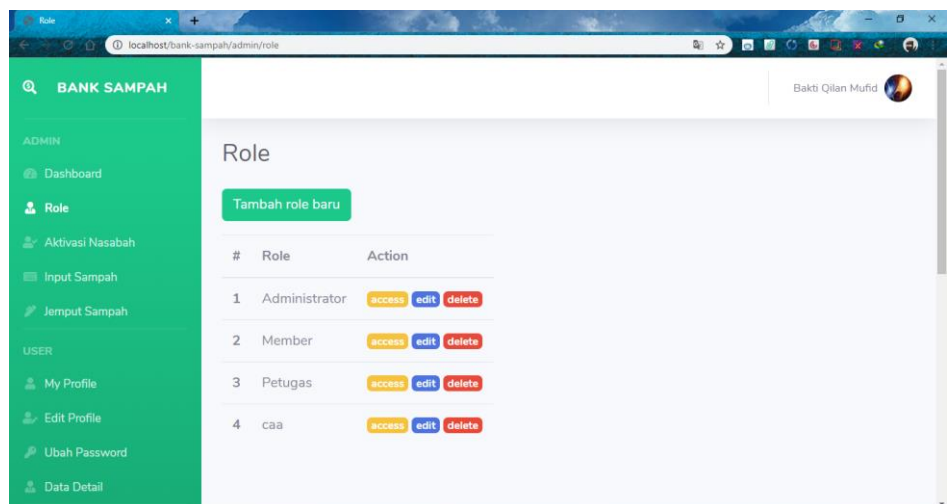 Role
localhost/bank-sampah/admin/role
BANK SAMPAH
Bakti Qilan Mufid
ADMIN
Dashboard
Role
Aktivasi Nasabah
Input Sampah
Jemput Sampah
USER
My Profile
Edit Profile
Ubah Password
Data Detail
Role
Tambah role baru
# Role Action
1 Administrator access edit delete
2 Member access edit delete
3 Petugas access edit delete
4 caa access edit delete